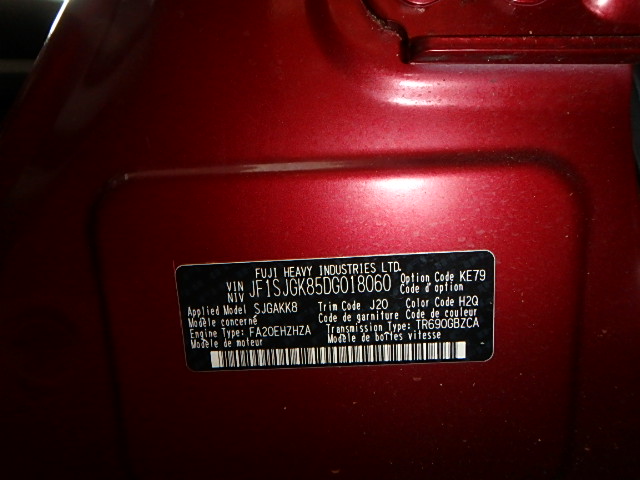 FUJI HEAVY INDUSTRIES LTD.
VIN NIV JF1SJGK85DG018060 Option Code KE79
Code d'option
Applied Model SJGAKK8 Trim Code J20 Color Code H2Q
Modèle concerné Code de garniture Code de couleur
Engine Type: FA20EHZHZA Transmission Type: TR690GBZCA
Modèle de moteur Modèle de boîtes vitesse